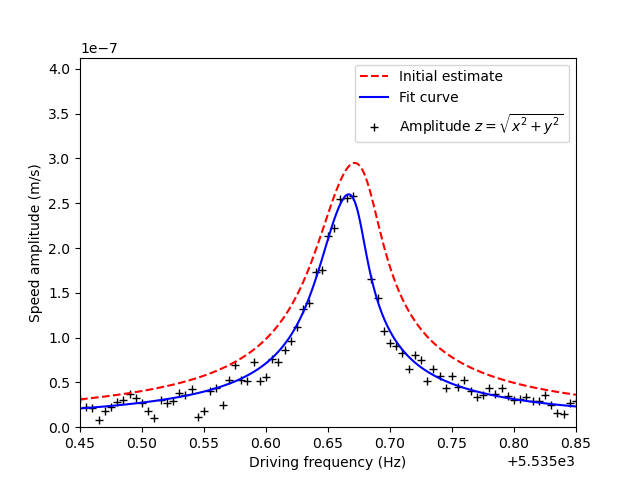 1e−7
4.0
3.5
3.0
2.5
2.0
1.5
1.0
0.5
0.0
Speed amplitude (m/s)
Initial estimate
Fit curve
Amplitude z = √x² + y²
0.45 0.50 0.55 0.60 0.65 0.70 0.75 0.80 0.85
Driving frequency (Hz)
+5.535e3